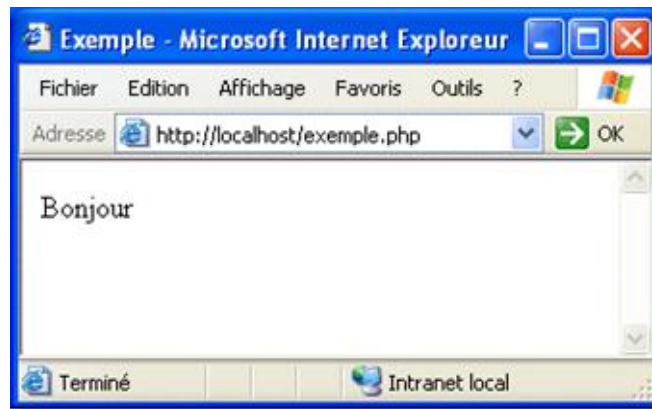 Exemple - Microsoft Internet Exploreur
Fichier Edition Affichage Favoris Outils ?
Adresse http://localhost/exemple.php OK
Bonjour
Terminé Intranet local